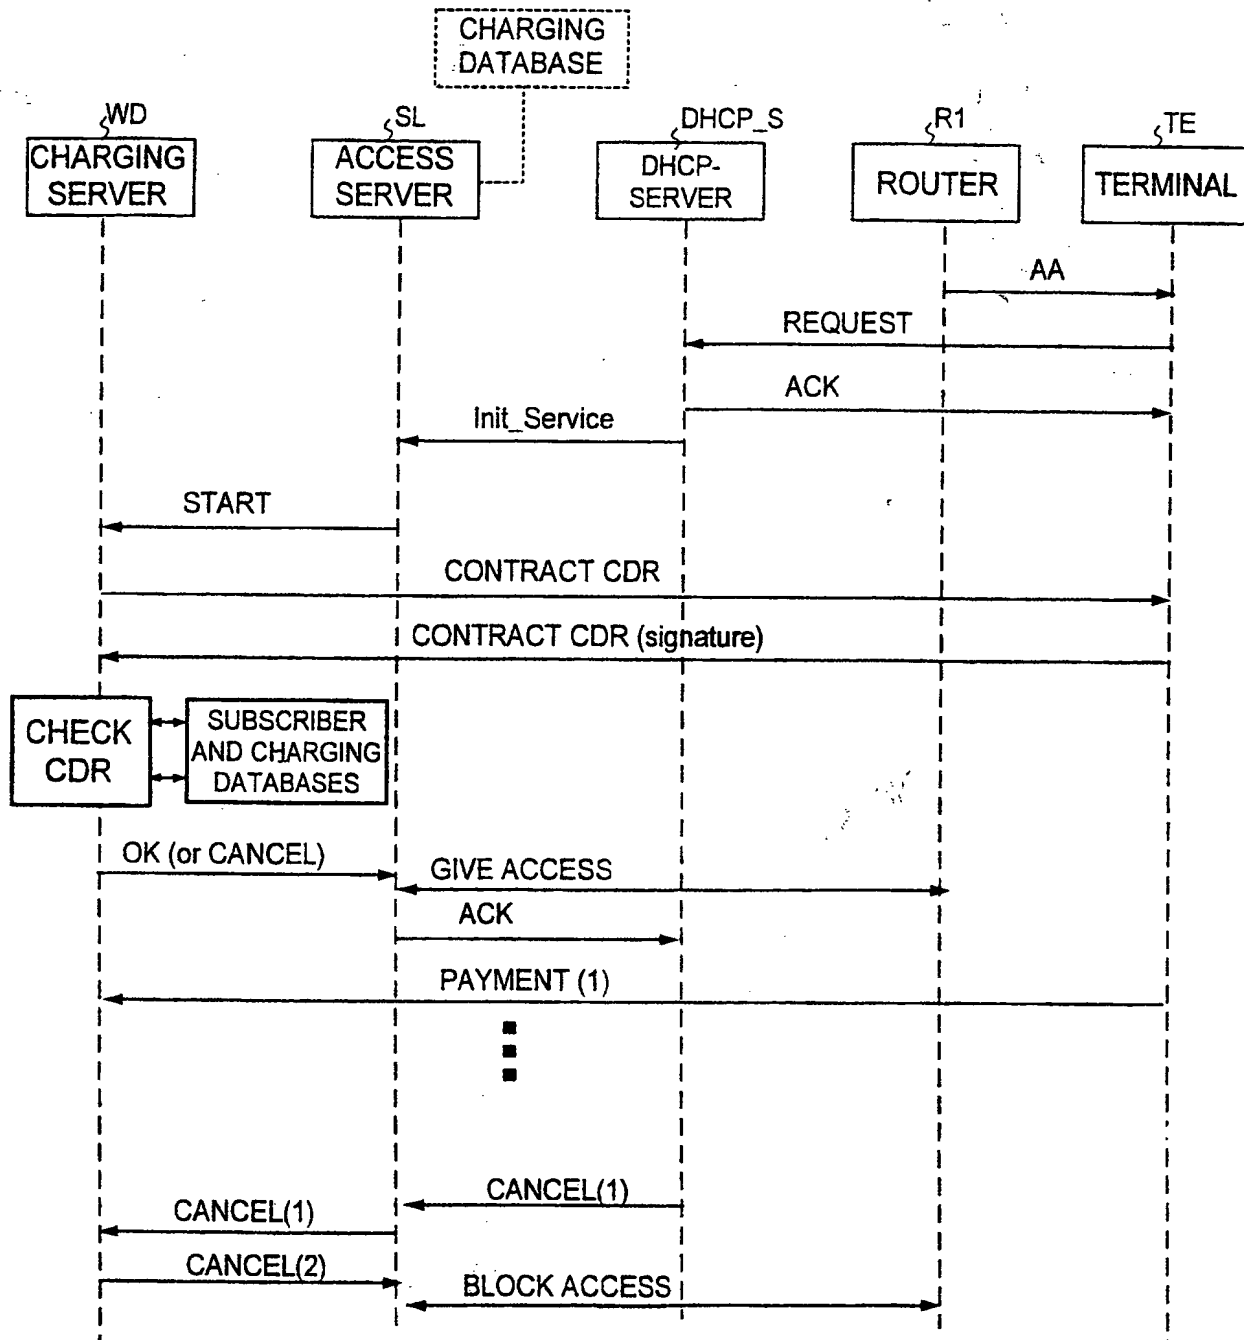 CHARGING
DATABASE
WD
SL
DHCP_S
R1
TE
CHARGING
SERVER
ACCESS
SERVER
DHCP-
SERVER
ROUTER
TERMINAL
AA
REQUEST
ACK
Init_Service
START
CONTRACT CDR
CONTRACT CDR (signature)
CHECK
CDR
SUBSCRIBER
AND CHARGING
DATABASES
OK (or CANCEL)
GIVE ACCESS
ACK
PAYMENT (1)
CANCEL(1)
CANCEL(1)
CANCEL(2)
BLOCK ACCESS